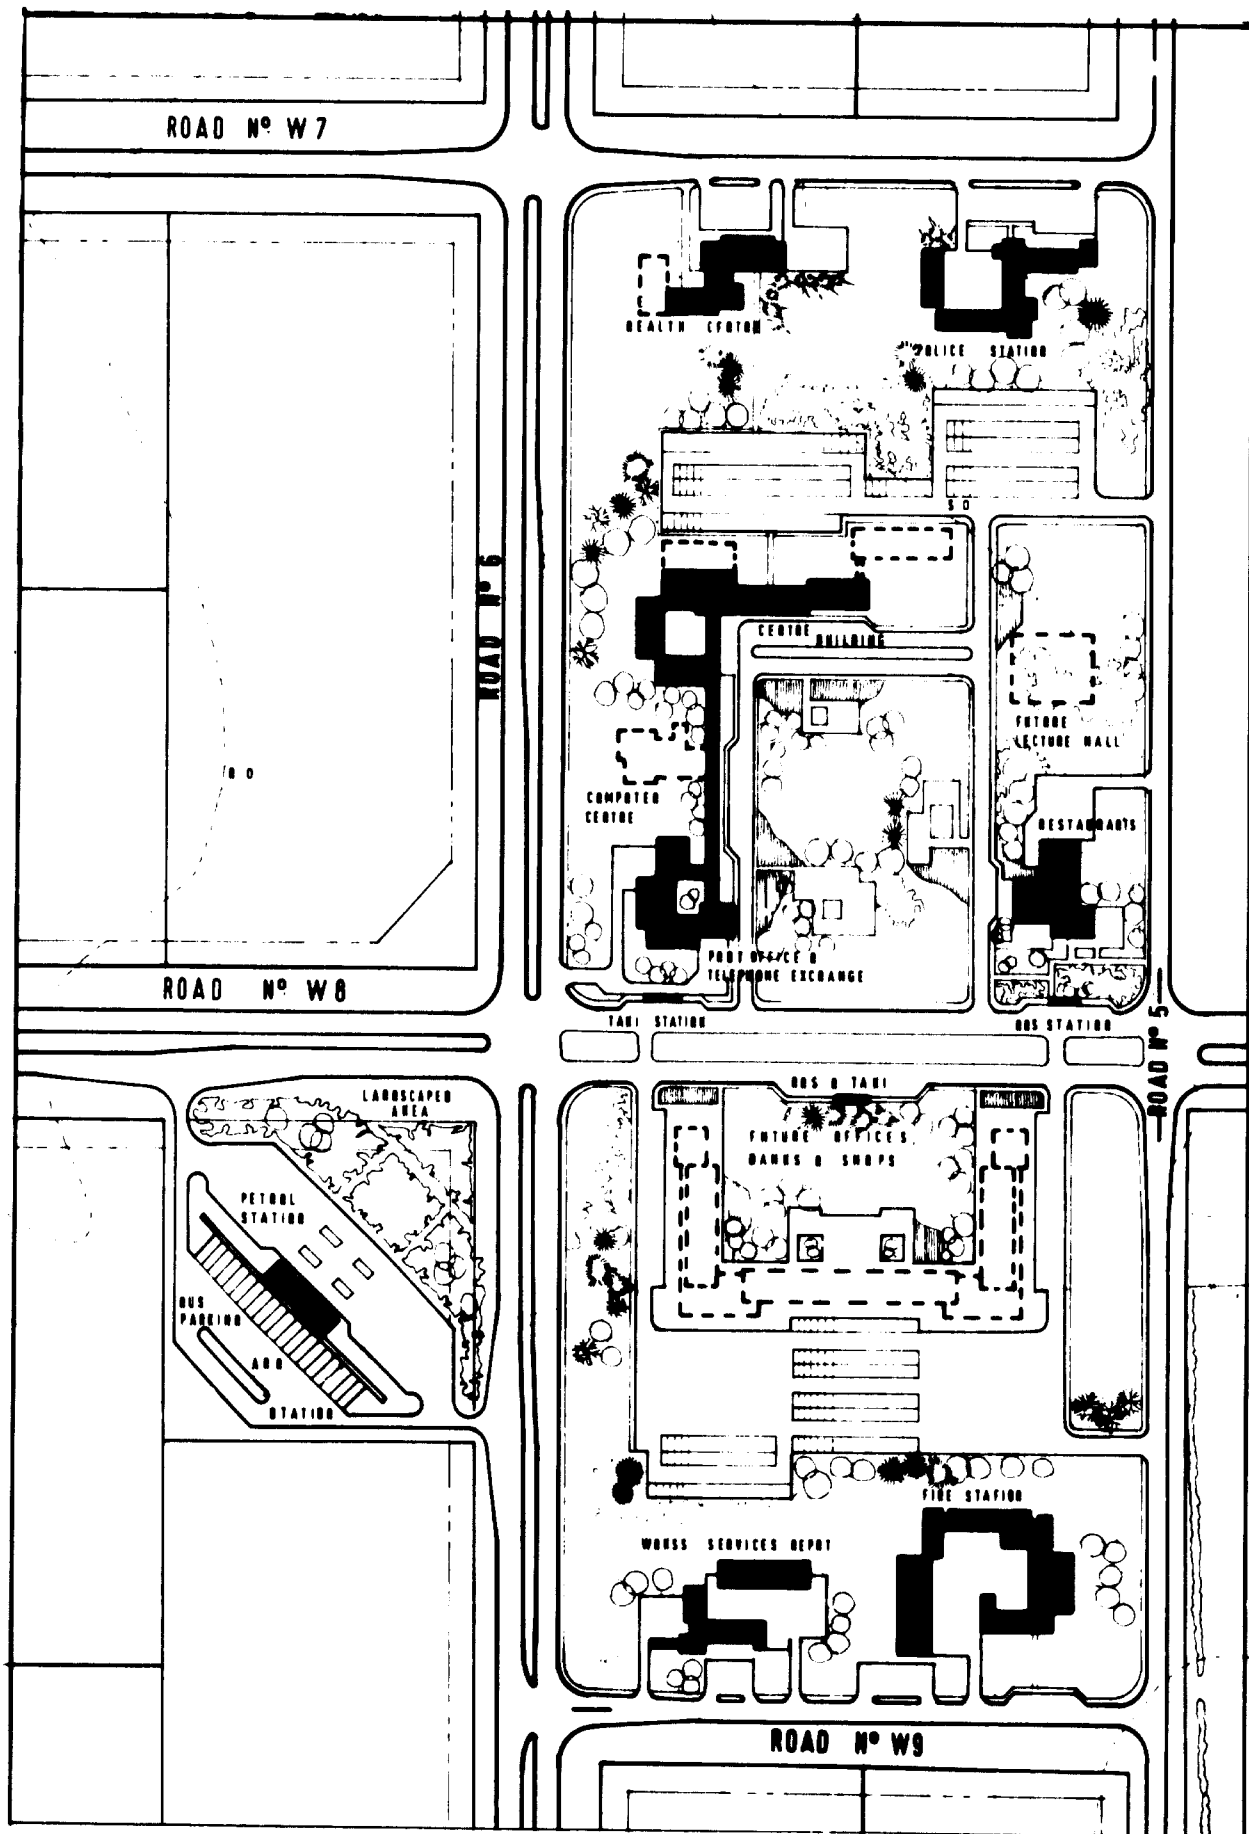 ROAD Nº W7
HEALTH CENTRE
POLICE STATION
ROAD Nº 6
CENTRE
BUILDING
FUTURE
LECTURE HALL
COMPUTER
CENTRE
RESTAURANTS
POST OFFICE &
TELEPHONE EXCHANGE
ROAD Nº W8
TAXI STATION
BUS STATION
ROAD Nº 5
LANDSCAPED
AREA
BUS & TAXI
FUTURE OFFICES
BANKS & SHOPS
PETROL
STATION
BUS
PARKING
AND
STATION
FIRE STATION
WORKS SERVICES DEPOT
ROAD Nº W9